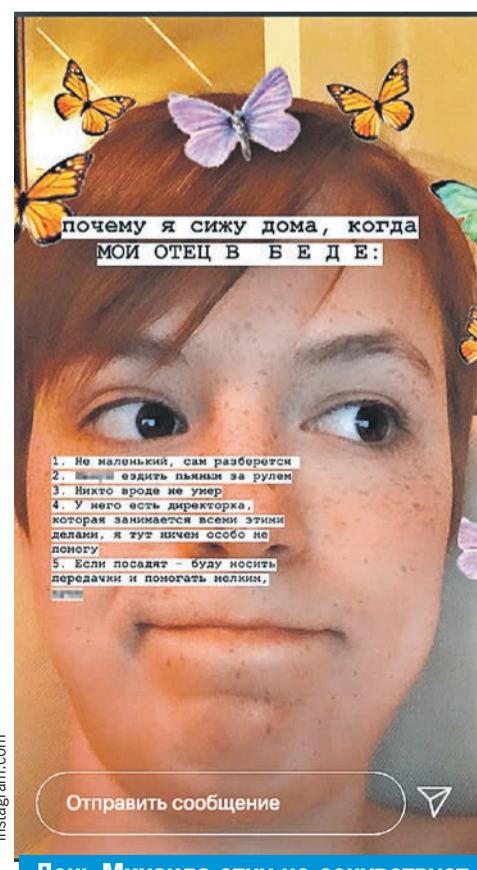 почему я сижу дома, когда
МОЙ ОТЕЦ В Б Е Д Е:
1. Не маленький, сам разберется
2. ездить пьяным за рулем
3. Никто вроде не умер
4. У него есть директорка,
которая занимается всеми этими
делами, я тут ничем особо не
помогу
5. Если посадят – буду носить
передачки и помогать мелким,
Отправить сообщение
instagram.com